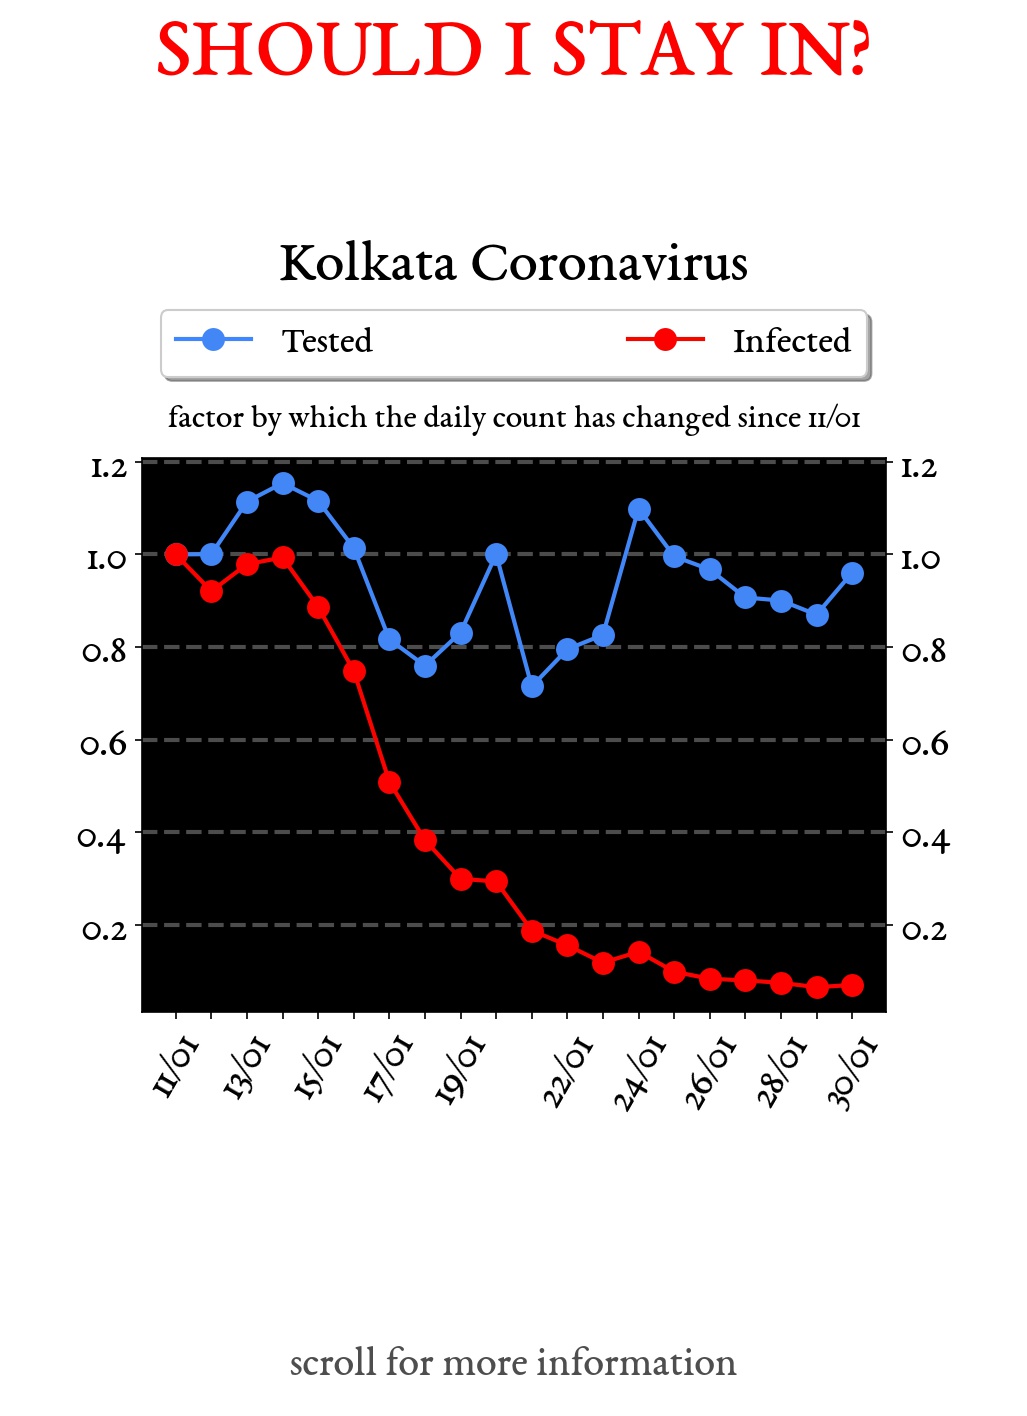 SHOULD I STAY IN?
Kolkata Coronavirus
Tested Infected
factor by which the daily count has changed since 11/01
1.2 1.2
1.0 1.0
0.8 0.8
0.6 0.6
0.4 0.4
0.2 0.2
11/01 13/01 15/01 17/01 19/01 22/01 24/01 26/01 28/01 30/01
scroll for more information